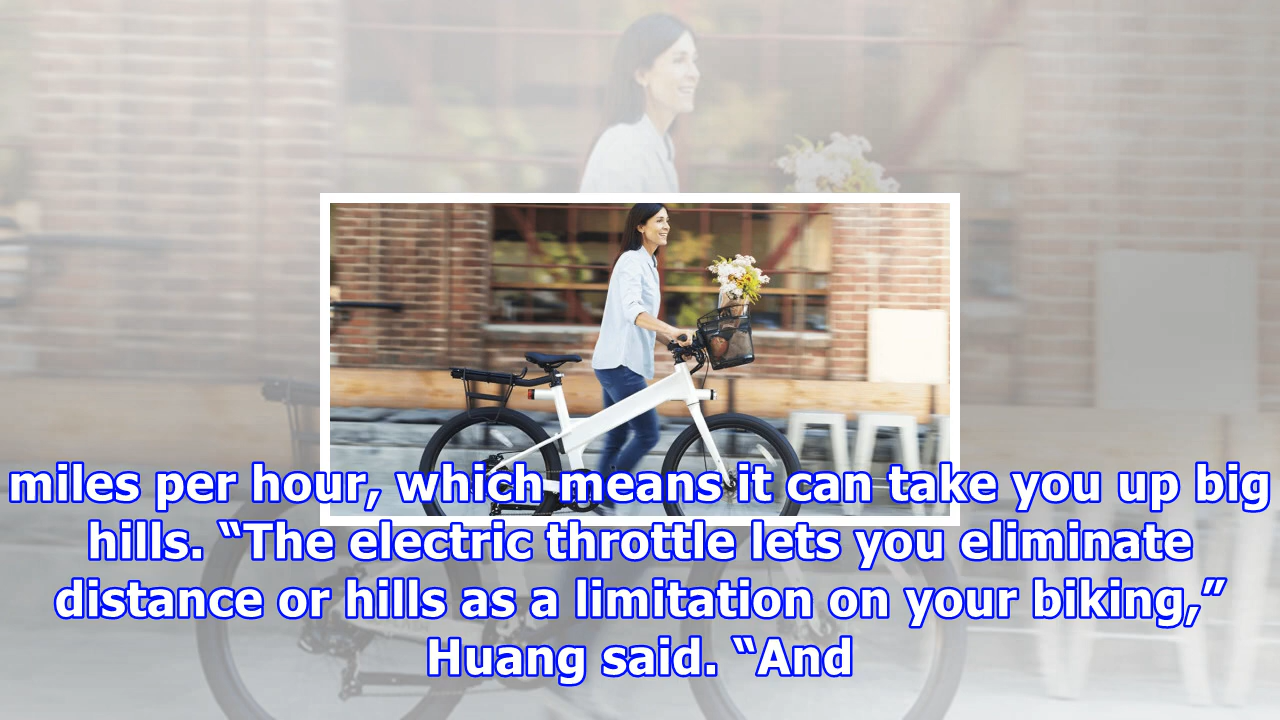 miles per hour, which means it can take you up big
hills. “The electric throttle lets you eliminate
distance or hills as a limitation on your biking,”
Huang said. “And